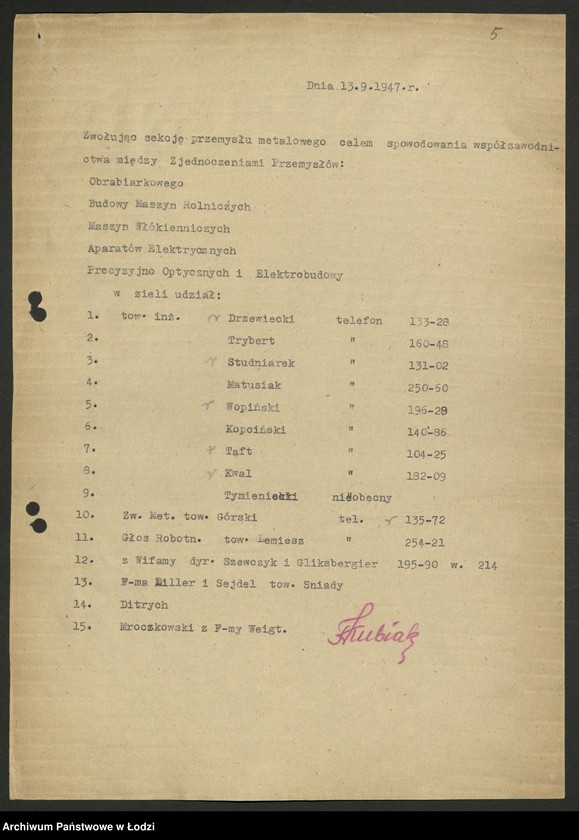 5
Dnia 13.9.1947.r.
Zwołując sekcję przemysłu metalowego celem spowodowania współzawodni-
ctwa między Zjednoczeniami Przemysłów:
Obrabiarkowego
Budowy Maszyn Rolniczych
Maszyn Włókienniczych
Aparatów Elektrycznych
Precyzyjno Optycznych i Elektrobudowy
w zieli udział:
1. tow. inż. Drzewiecki telefon 133-28
2. Trybert " 160-48
3. Studniarek " 131-02
4. Matusiak " 250-60
5. Wopiński " 196-28
6. Kopciński " 140-86
7. Taft " 104-25
8. Kwal " 182-09
9. Tymieniecki nieobecny
10. Zw. Met. tow. Górski tel. 135-72
11. Głos Robotn. tow. Lemiesz " 254-21
12. z Wifamy dyr. Szewczyk i Gliksbergier 195-90 w. 214
13. F-ma Miller i Sejdel tow. Sniady
14. Ditrych
15. Mroczkowski z F-my Weigt.
FKubiak
Archiwum Państwowe w Łodzi